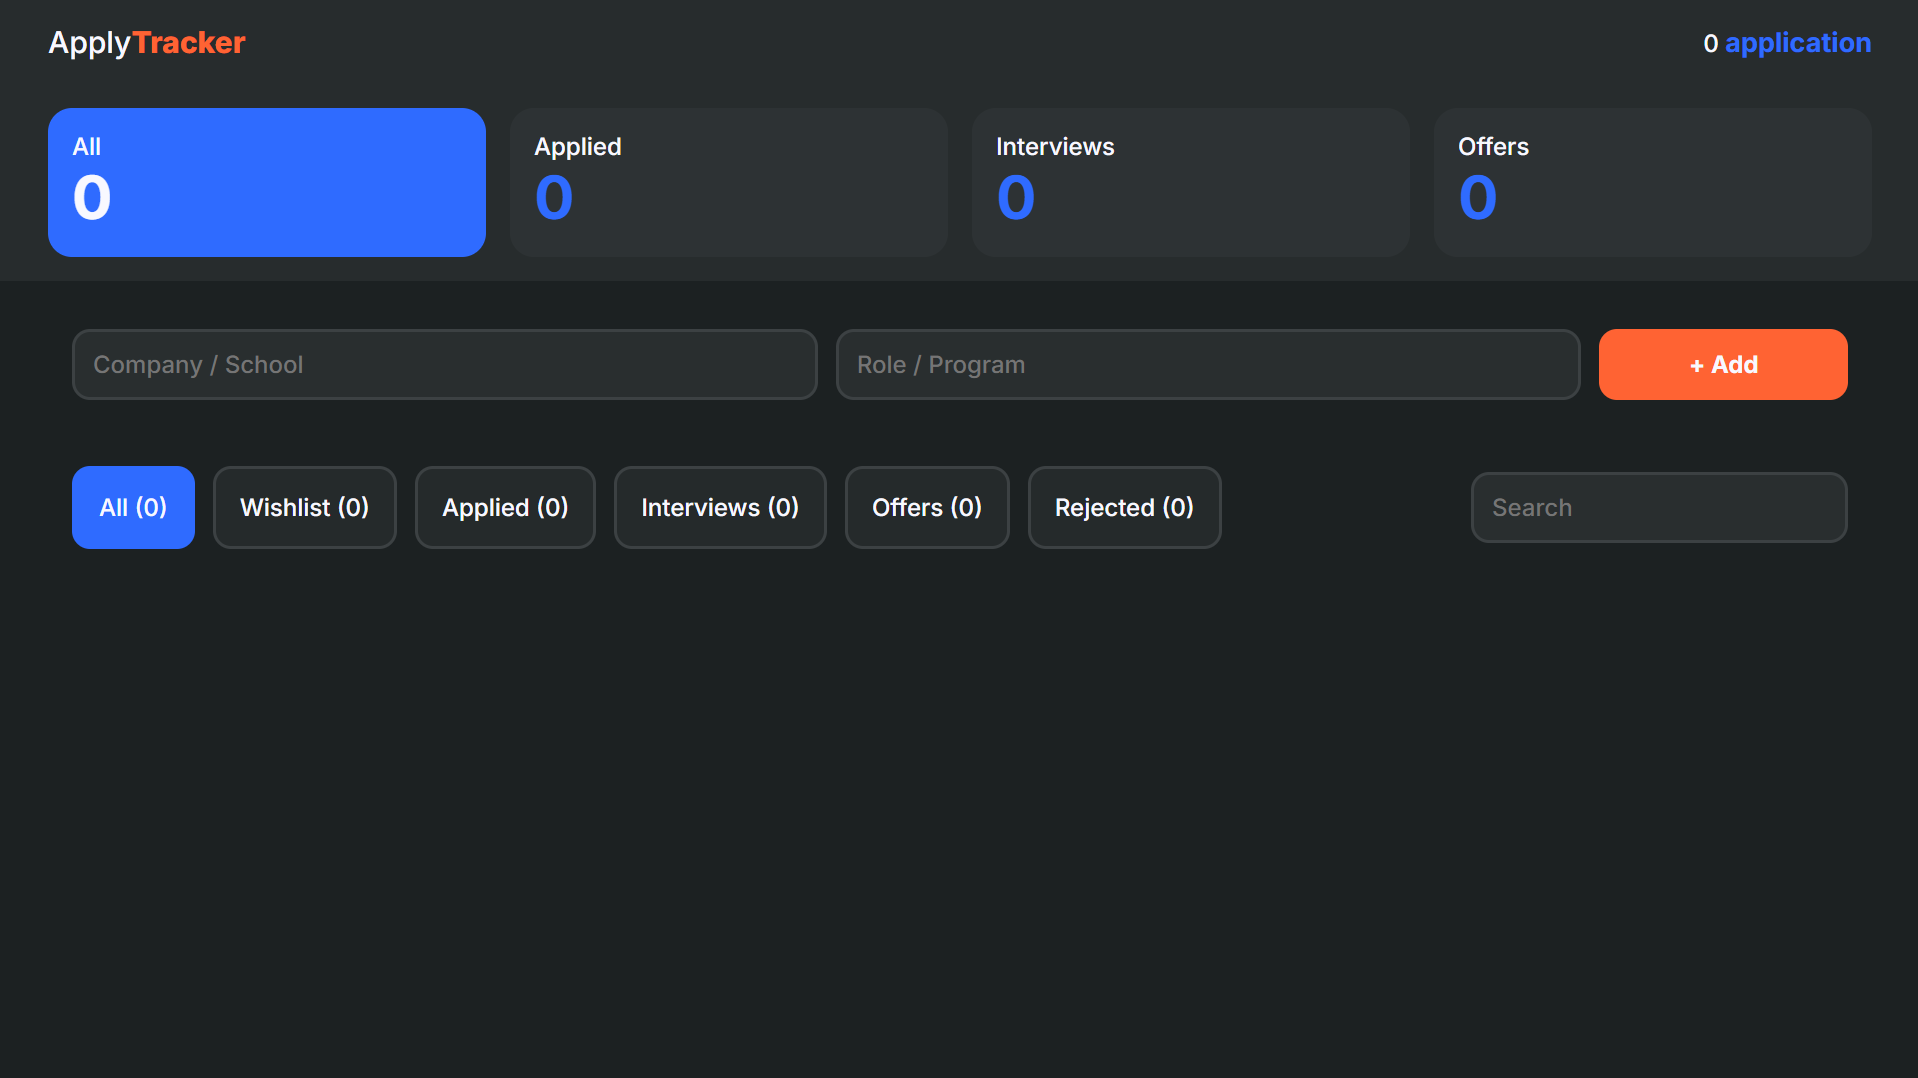 ApplyTracker
0 application
All
0
Applied
0
Interviews
0
Offers
0
Company / School
Role / Program
+ Add
All (0)
Wishlist (0)
Applied (0)
Interviews (0)
Offers (0)
Rejected (0)
Search